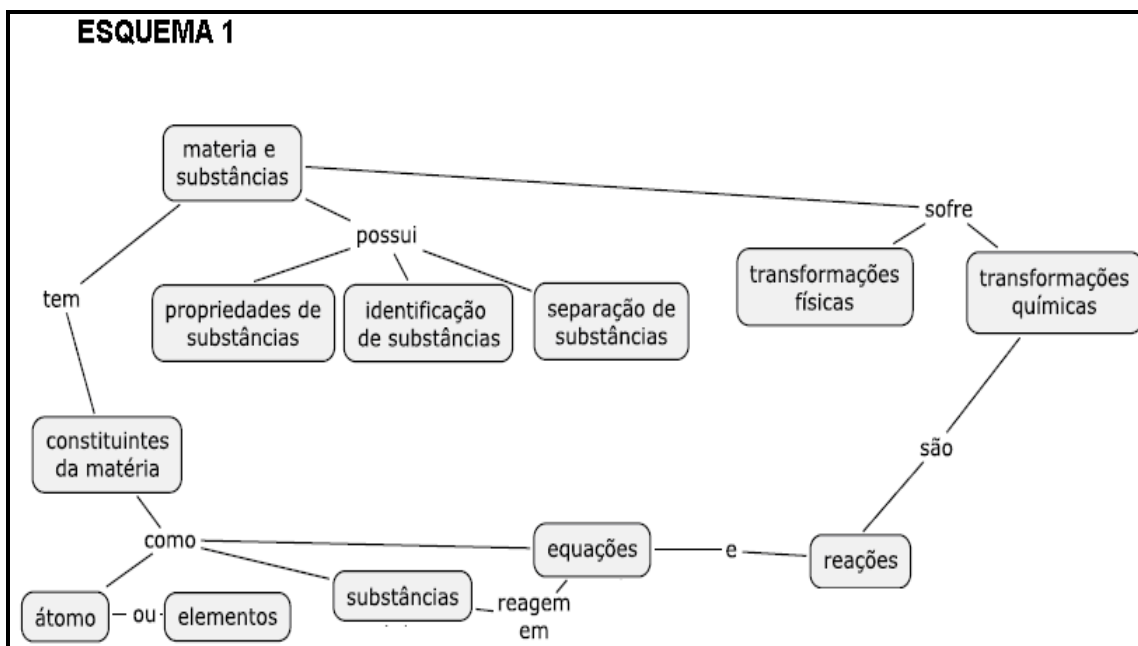 ESQUEMA 1
materia e
substâncias
sofre
possui
transformações
físicas
transformações
químicas
tem
propriedades de
substâncias
identificação
de substâncias
separação de
substâncias
constituintes
da matéria
são
como
equações
e
reações
substâncias
reagem
em
átomo
ou
elementos